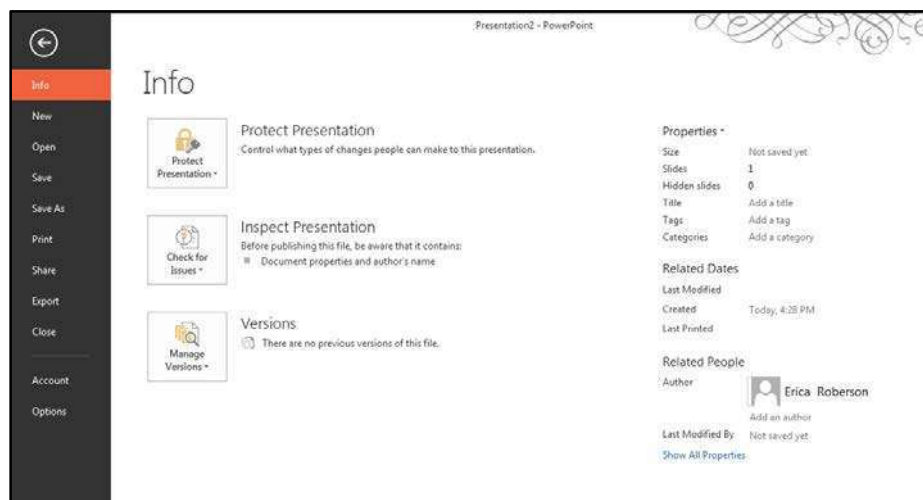 Presentation2 - PowerPoint
Info
New
Open
Save
Save As
Print
Share
Export
Close
Account
Options
Info
Protect
Presentation
Protect Presentation
Control what types of changes people can make to this presentation.
Check for
Issues
Inspect Presentation
Before publishing this file, be aware that it contains:
Document properties and author's name
Manage
Versions
Versions
There are no previous versions of this file.
Properties
Size Not saved yet
Slides 1
Hidden slides 0
Title Add a title
Tags Add a tag
Categories Add a category
Related Dates
Last Modified
Created Today, 4:28 PM
Last Printed
Related People
Author Erica Roberson
Add an author
Last Modified By Not saved yet
Show All Properties